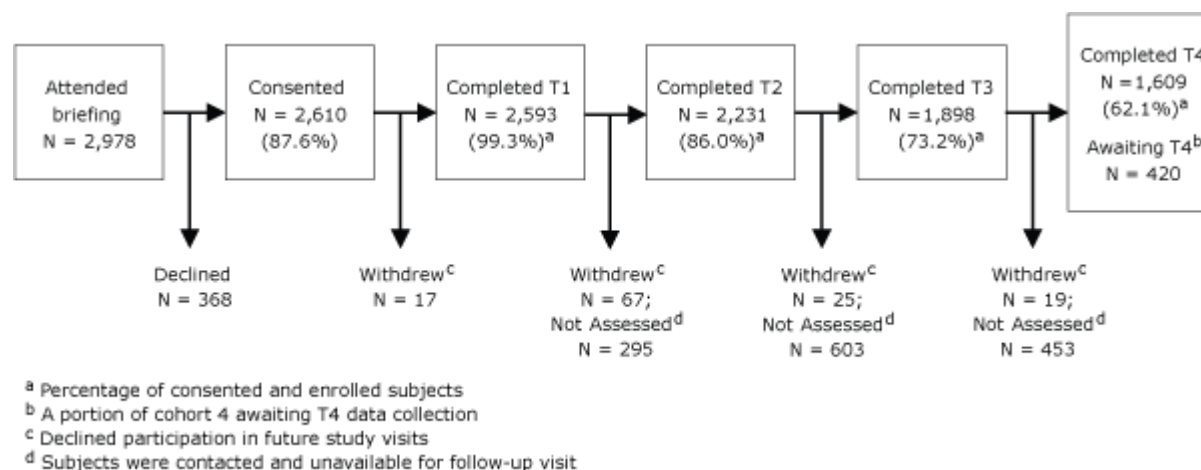 Attended
briefing
N = 2,978
Consented
N = 2,610
(87.6%)
Completed T1
N = 2,593
(99.3%)a
Completed T2
N = 2,231
(86.0%)a
Completed T3
N =1,898
(73.2%)a
Completed T4
N =1,609
(62.1%)a
Awaiting T4b
N = 420
Declined
N = 368
Withdrewc
N = 17
Withdrewc
N = 67;
Not Assessedd
N = 295
Withdrewc
N = 25;
Not Assessedd
N = 603
Withdrewc
N = 19;
Not Assessedd
N = 453
a Percentage of consented and enrolled subjects
b A portion of cohort 4 awaiting T4 data collection
c Declined participation in future study visits
d Subjects were contacted and unavailable for follow-up visit